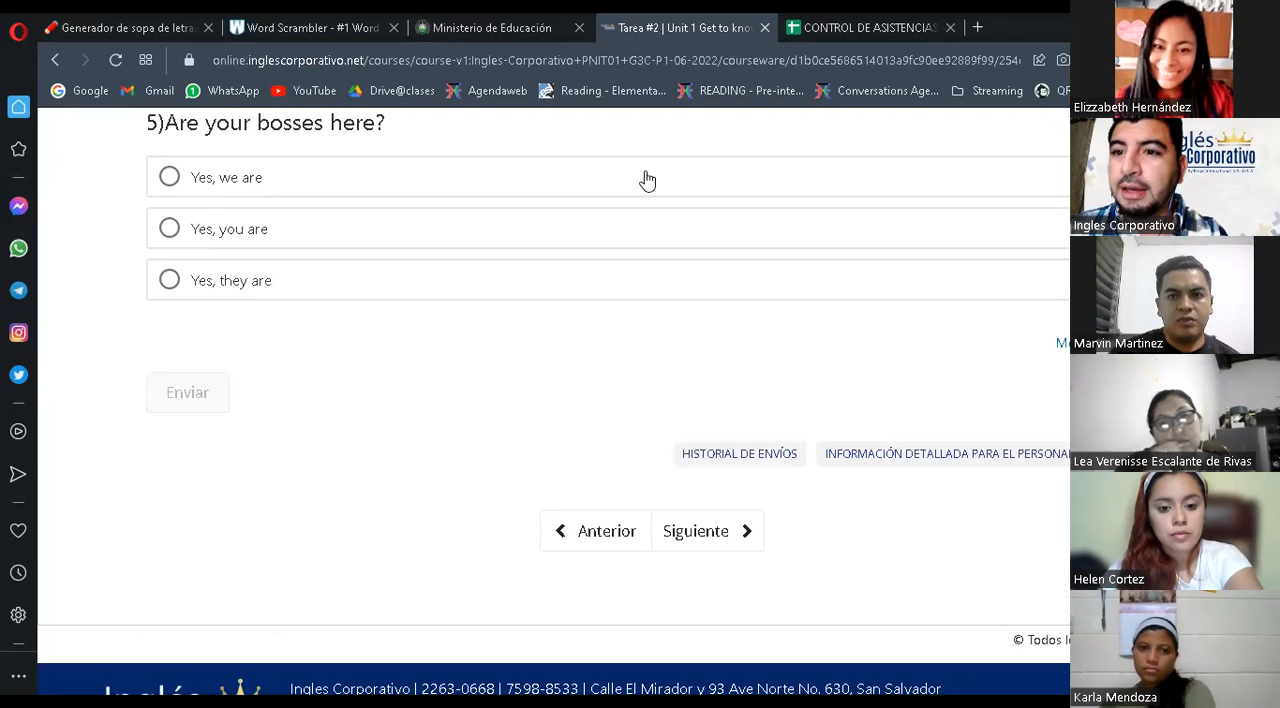 Generador de sopa de letra
Word Scrambler - #1 Word
Ministerio de Educación
Tarea #2 | Unit 1 Get to kno
CONTROL DE ASISTENCIAS
online.inglescorporativo.net/courses/course-v1:Ingles-Corporativo+PNIT01+G3C-P1-06-2022/courseware/d1b0ce5686514013a9fc90ee92889f99/254
Google
Gmail
WhatsApp
YouTube
Drive@clases
Agendaweb
Reading - Elementa...
READING - Pre-inte...
Conversations Age...
Streaming
QR
5)Are your bosses here?
Yes, we are
Yes, you are
Yes, they are
Enviar
HISTORIAL DE ENVÍOS
INFORMACIÓN DETALLADA PARA EL PERSONA
Anterior
Siguiente
© Todos l
Inglés
Ingles Corporativo | 2263-0668 | 7598-8533 | Calle El Mirador y 93 Ave Norte No. 630, San Salvador
Elizzabeth Hernández
glés
Corporativo
Ingles Corporativo
Marvin Martinez
Lea Verenisse Escalante de Rivas
Helen Cortez
Karla Mendoza